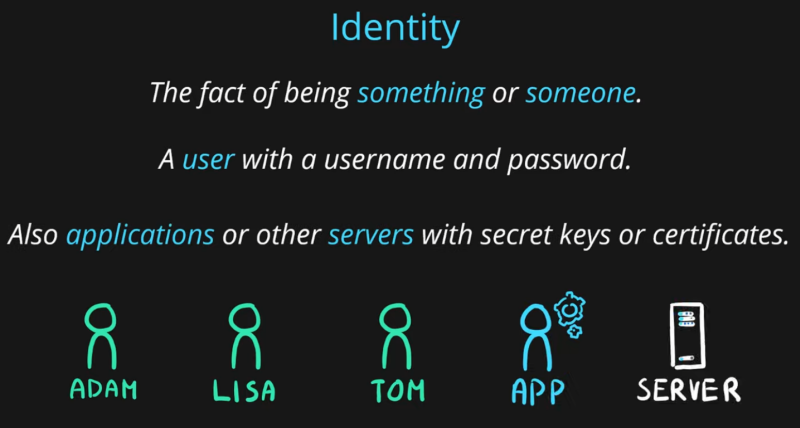 Identity
The fact of being something or someone.
A user with a username and password.
Also applications or other servers with secret keys or certificates.
ADAM LISA TOM APP SERVER